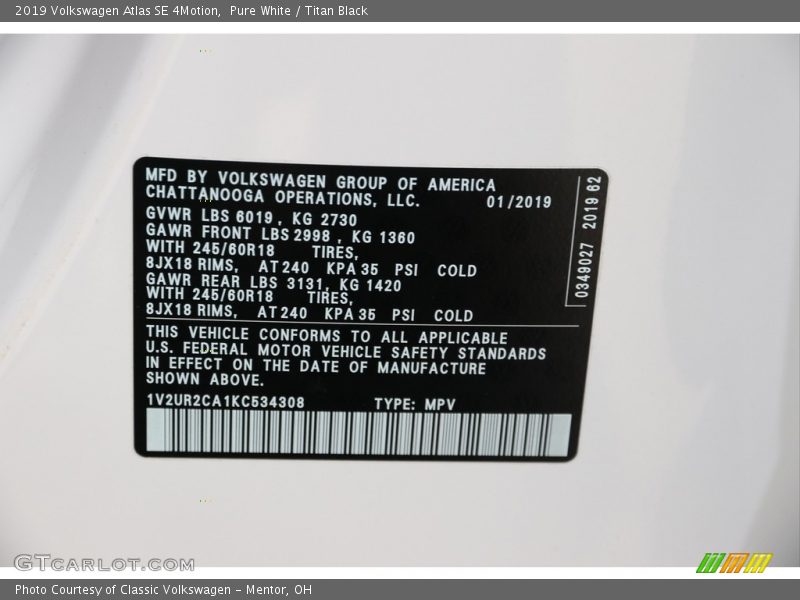 2019 Volkswagen Atlas SE 4Motion,  Pure White / Titan Black
MFD BY VOLKSWAGEN GROUP OF AMERICA
CHATTANOOGA OPERATIONS, LLC. 01/2019
GVWR LBS 6019 , KG 2730
GAWR FRONT LBS 2998 , KG 1360
WITH 245/60R18 TIRES,
8JX18 RIMS, AT 240 KPA 35 PSI COLD
GAWR REAR LBS 3131, KG 1420
WITH 245/60R18 TIRES,
8JX18 RIMS, AT 240 KPA 35 PSI COLD
THIS VEHICLE CONFORMS TO ALL APPLICABLE
U.S. FEDERAL MOTOR VEHICLE SAFETY STANDARDS
IN EFFECT ON THE DATE OF MANUFACTURE
SHOWN ABOVE.
1V2UR2CA1KC534308 TYPE: MPV
0349027 2019 62
GTCARLOT.COM
Photo Courtesy of Classic Volkswagen - Mentor, OH